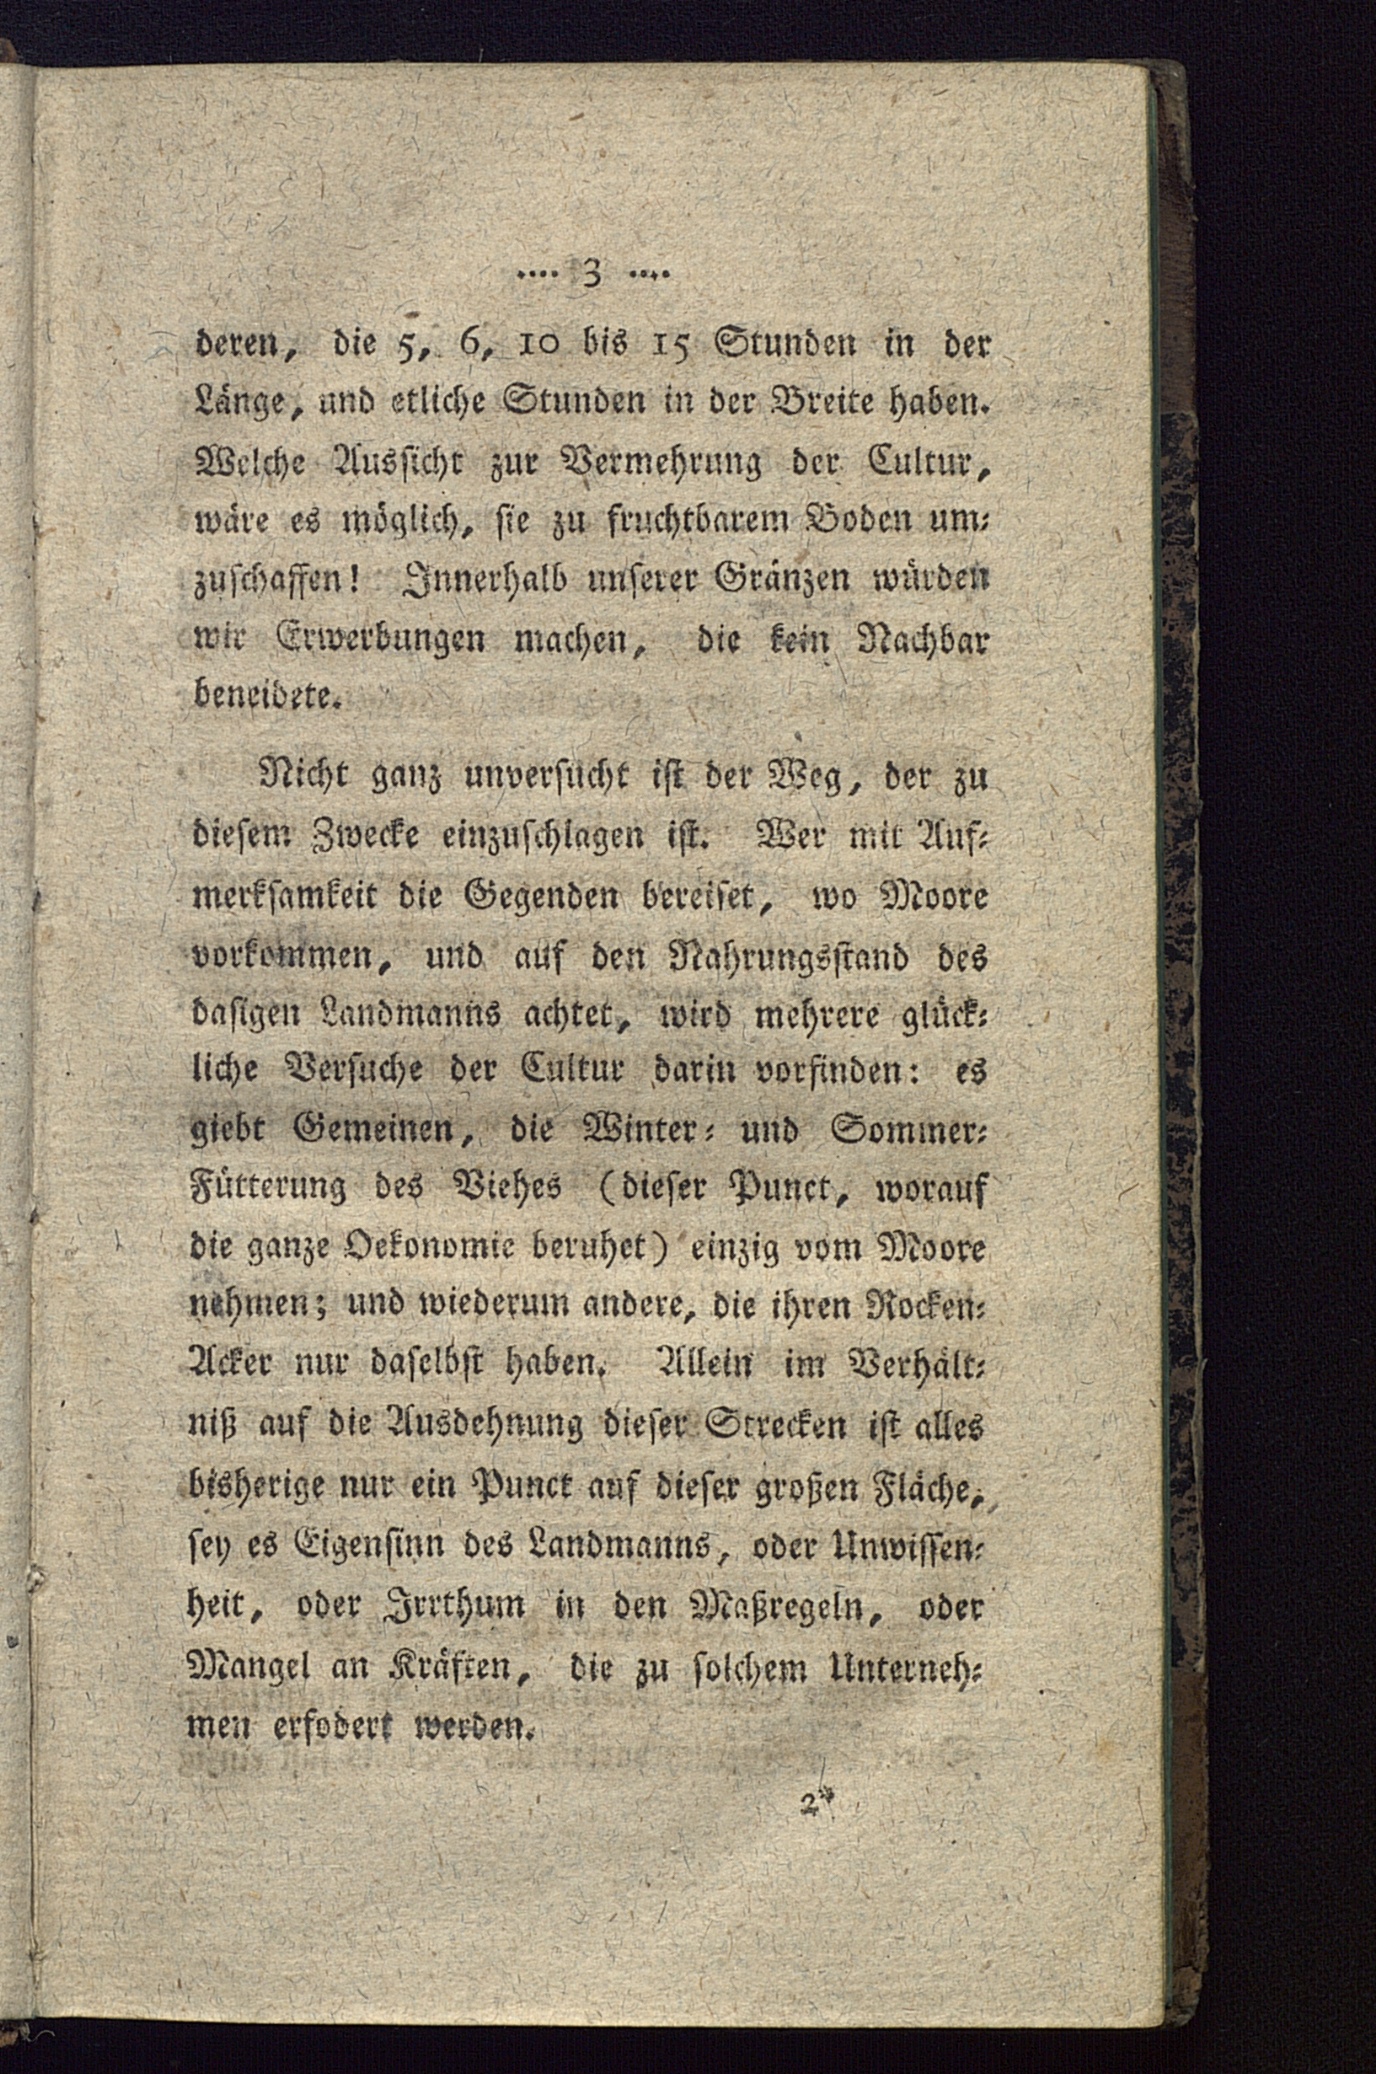 .... 3 ....
deren, die 5, 6, 10 bis 15 Stunden in der
Länge, und etliche Stunden in der Breite haben.
Welche Aussicht zur Vermehrung der Cultur,
wäre es möglich, sie zu fruchtbarem Boden um-
zuschaffen! Innerhalb unserer Gränzen würden
wir Erwerbungen machen, die kein Nachbar
beneidete.
Nicht ganz unversucht ist der Weg, der zu
diesem Zwecke einzuschlagen ist. Wer mit Auf-
merksamkeit die Gegenden bereiset, wo Moore
vorkommen, und auf den Nahrungsstand des
dasigen Landmanns achtet, wird mehrere glück-
liche Versuche der Cultur darin vorfinden: es
giebt Gemeinen, die Winter- und Sommer-
Fütterung des Viehes (dieser Punct, worauf
die ganze Oekonomie beruhet) einzig vom Moore
nehmen; und wiederum andere, die ihren Rocken-
Acker nur daselbst haben. Allein im Verhält-
niß auf die Ausdehnung dieser Strecken ist alles
bisherige nur ein Punct auf dieser großen Fläche,
sey es Eigensinn des Landmanns, oder Unwissen-
heit, oder Irrthum in den Maßregeln, oder
Mangel an Kräften, die zu solchem Unterneh-
men erfodert werden.
2*